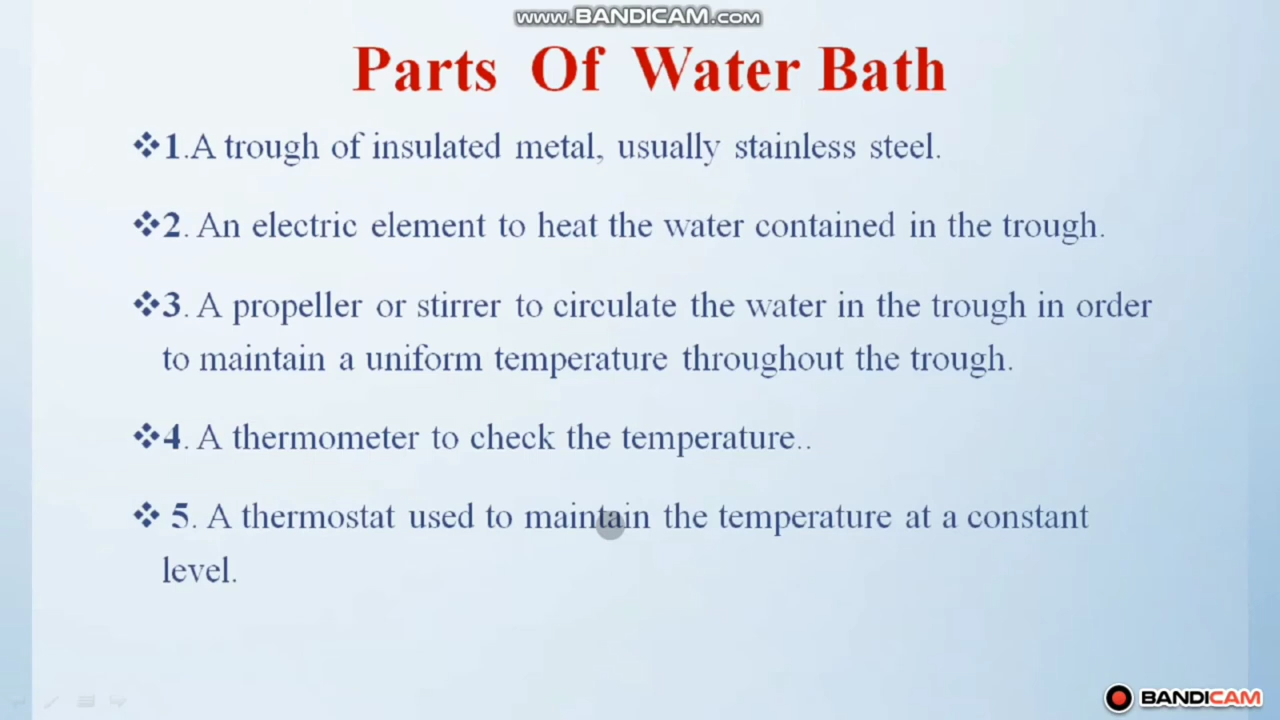 www.BANDICAM.com
Parts Of Water Bath
❖1.A trough of insulated metal, usually stainless steel.
❖2. An electric element to heat the water contained in the trough.
❖3. A propeller or stirrer to circulate the water in the trough in order
to maintain a uniform temperature throughout the trough.
❖4. A thermometer to check the temperature..
❖ 5. A thermostat used to maintain the temperature at a constant
level.
BANDICAM